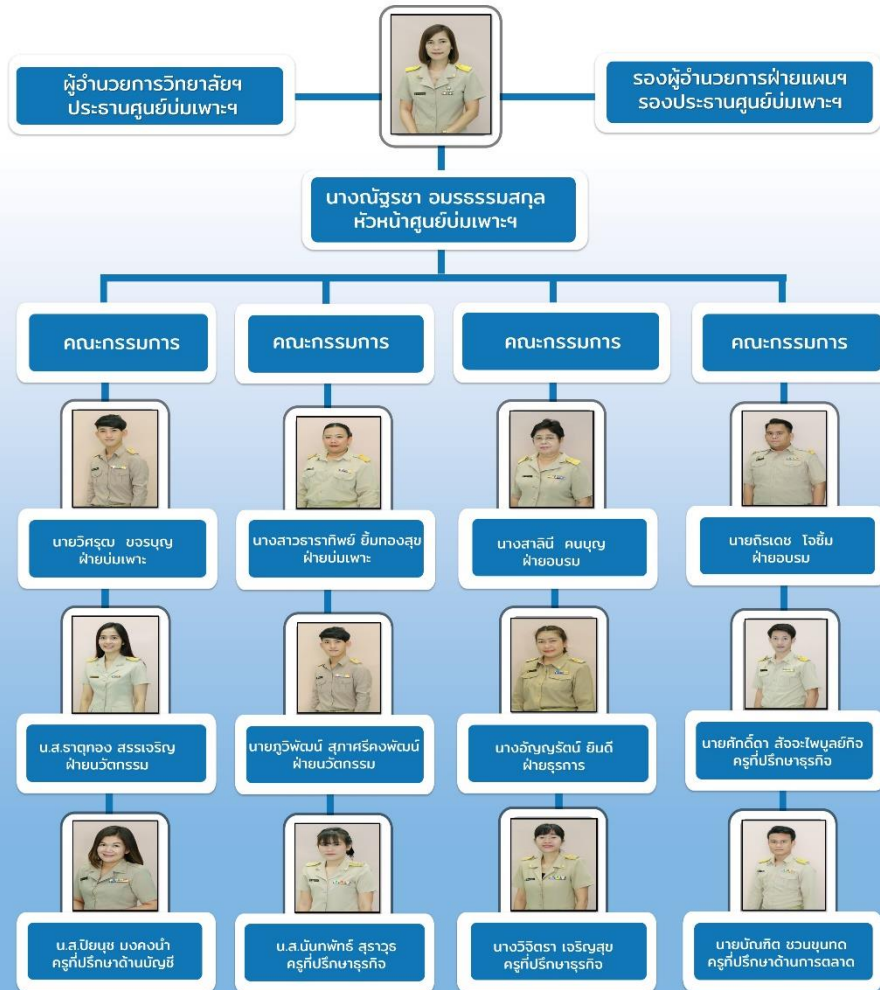 ผู้อำนวยการวิทยาลัยฯ
ประธานศูนย์บ่มเพาะฯ
รองผู้อำนวยการฝ่ายแผนฯ
รองประธานศูนย์บ่มเพาะฯ
นางณัฐรชา อมรธรรมสกุล
หัวหน้าศูนย์บ่มเพาะฯ
คณะกรรมการ
คณะกรรมการ
คณะกรรมการ
คณะกรรมการ
นายวิศรุฒ ขจรบุญ
ฝ่ายบ่มเพาะ
นางสาวธาราทิพย์ ยิ้มทองสุข
ฝ่ายบ่มเพาะ
นางสาลินี คนบุญ
ฝ่ายอบรม
นายถิรเดช โฉซิ้ม
ฝ่ายอบรม
น.ส.ธาตุทอง สรรเจริญ
ฝ่ายนวัตกรรม
นายภูวิพัฒน์ สุภาศรีคงพัฒน์
ฝ่ายนวัตกรรม
นางอัญญรัตน์ ยินดี
ฝ่ายธุรการ
นายศักดิ์ดา สัจจะไพบูลย์กิจ
ครูที่ปรึกษาธุรกิจ
น.ส.ปิยนุช มงคงนำ
ครูที่ปรึกษาด้านบัญชี
น.ส.นันทพัทธ์ สุราวุธ
ครูที่ปรึกษาธุรกิจ
นางวิจิตรา เจริญสุข
ครูที่ปรึกษาธุรกิจ
นายบัณฑิต ชวนขุนทด
ครูที่ปรึกษาด้านการตลาด